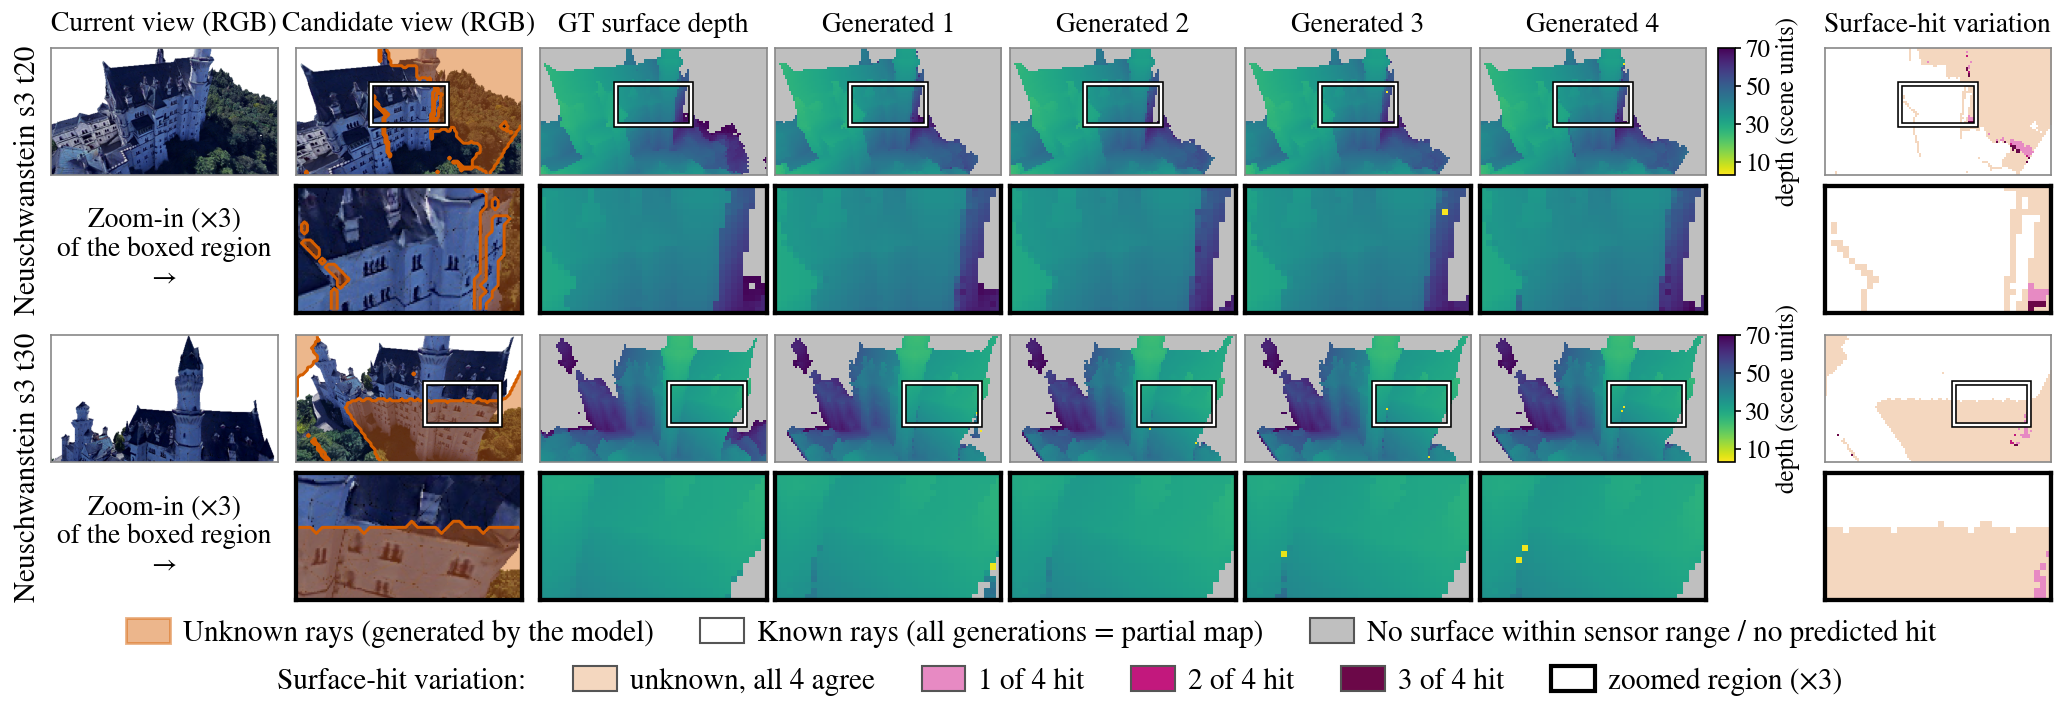 Current view (RGB) Candidate view (RGB) GT surface depth Generated 1 Generated 2 Generated 3 Generated 4 Surface-hit variation
Neuschwanstein s3 t20
70
50
30
10
depth (scene units)
Zoom-in (×3)
of the boxed region
→
Neuschwanstein s3 t30
70
50
30
10
depth (scene units)
Zoom-in (×3)
of the boxed region
→
Unknown rays (generated by the model) Known rays (all generations = partial map) No surface within sensor range / no predicted hit
Surface-hit variation: unknown, all 4 agree 1 of 4 hit 2 of 4 hit 3 of 4 hit zoomed region (×3)